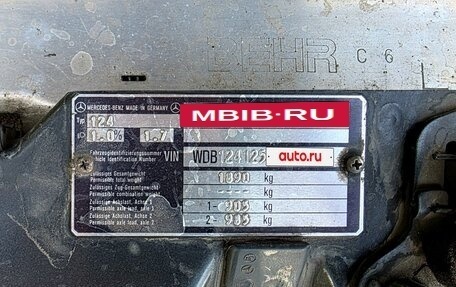 BEHR C 6
MERCEDES-BENZ MADE IN GERMANY
MBIB·RU
Typ 124
1.0% 1.7
Fahrzeugidentifizierungsnummer
Vehicle Identification Number VIN WDB124125
auto.ru
Zulässiges Gesamtgewicht
Permissible total weight 1890 kg
Zulässiges Zug-Gesamtgewicht
Permissible combination weight ---- kg
Zulässige Achslast, Achse 1
Permissible axle load, axle 1 1- 905 kg
Zulässige Achslast, Achse 2
Permissible axle load, axle 2 2- 985 kg